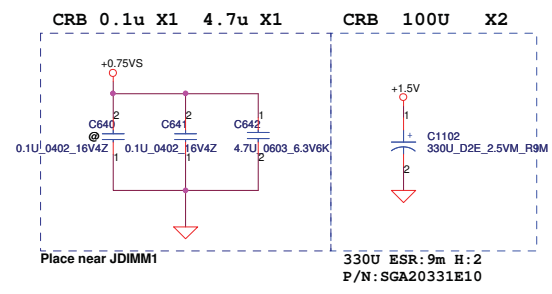 CRB 0.1u X1 4.7u X1
CRB 100U X2
+0.75VS
2 2 1
C640 C641 C642
@
0.1U_0402_16V4Z 0.1U_0402_16V4Z 4.7U_0603_6.3V6K
1 1 2
Place near JDIMM1
+1.5V
1
+ C1102
330U_D2E_2.5VM_R9M
2
330U ESR:9m H:2
P/N:SGA20331E10